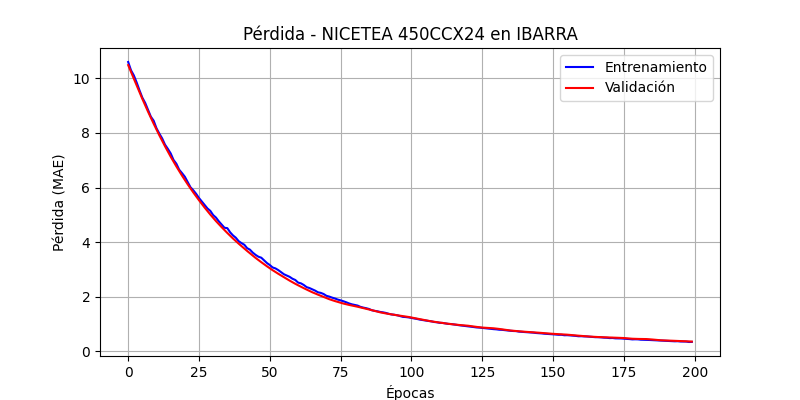 Pérdida - NICETEA 450CCX24 en IBARRA
Entrenamiento
Validación
Pérdida (MAE)
10
8
6
4
2
0
0 25 50 75 100 125 150 175 200
Épocas